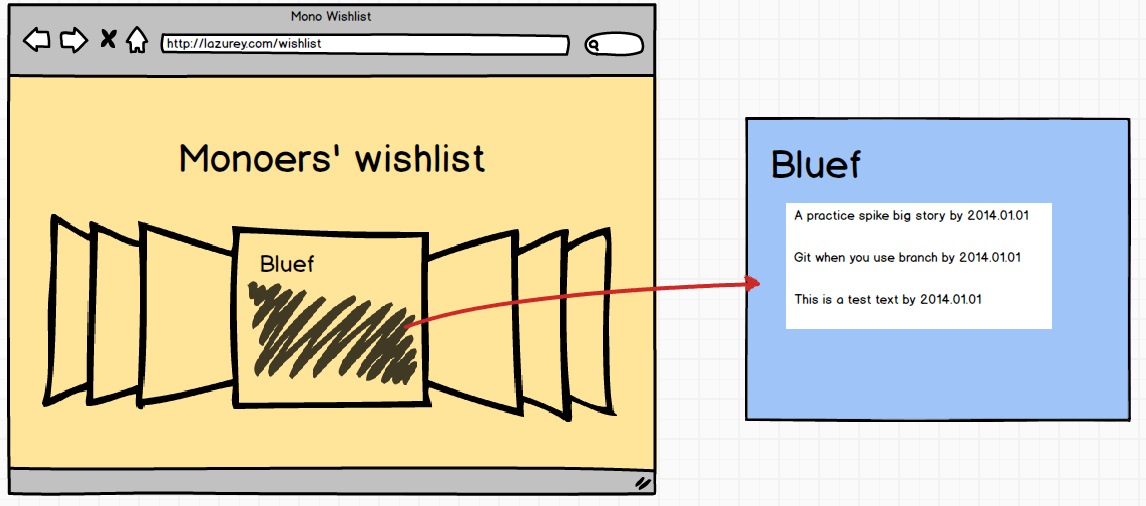 Mono Wishlist
http://lazurey.com/wishlist
Monoers' wishlist
Bluef
Bluef
A practice spike big story by 2014.01.01
Git when you use branch by 2014.01.01
This is a test text by 2014.01.01